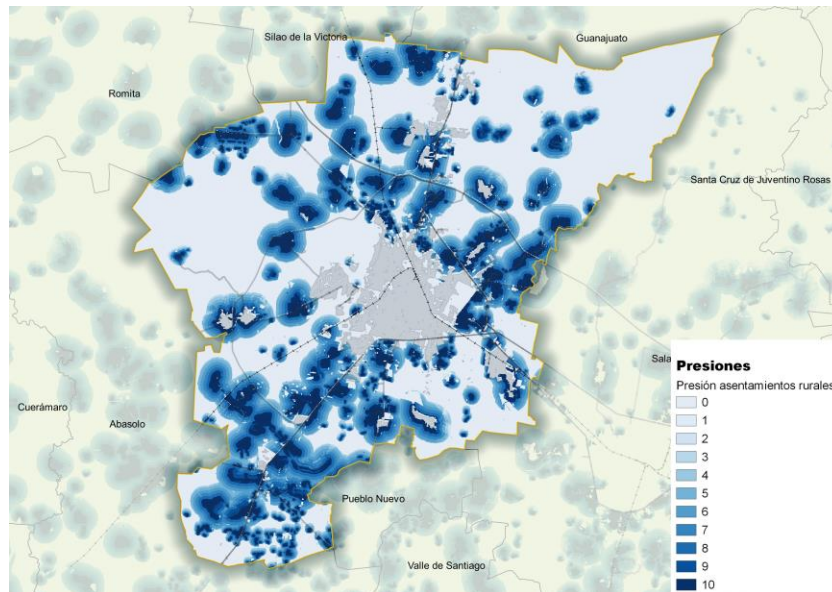 Silao de la Victoria
Guanajuato
Romita
Santa Cruz de Juventino Rosas
Sala
Cuerámaro
Abasolo
Pueblo Nuevo
Valle de Santiago
Presiones
Presión asentamientos rurales
0
1
2
3
4
5
6
7
8
9
10